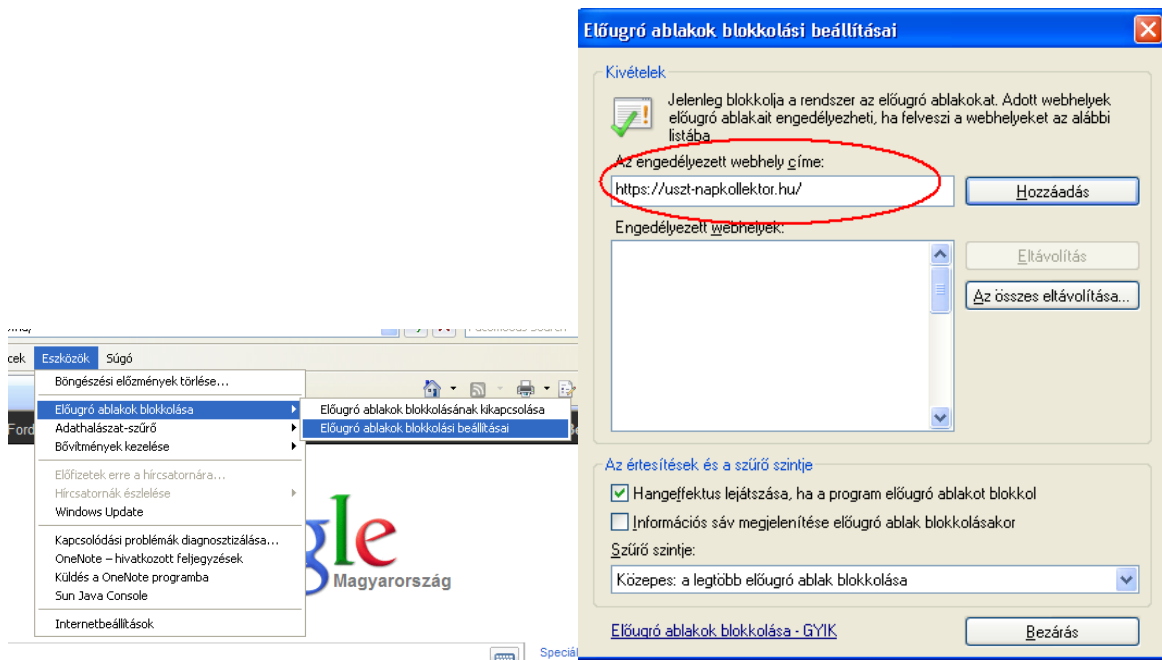 Eszközök Súgó
Böngészési előzmények törlése...
Előugró ablakok blokkolása
Adathalászat-szűrő
Bővítmények kezelése
Előfizetek erre a hírcsatornára...
Hírcsatornák észlelése
Windows Update
Kapcsolódási problémák diagnosztizálása...
OneNote – hivatkozott feljegyzések
Küldés a OneNote programba
Sun Java Console
Internetbeállítások
Előugró ablakok blokkolásának kikapcsolása
Előugró ablakok blokkolási beállításai
gle
Magyarország
Előugró ablakok blokkolási beállításai
Kivételek
Jelenleg blokkolja a rendszer az előugró ablakokat. Adott webhelyek
előugró ablakait engedélyezheti, ha felveszi a webhelyeket az alábbi
listába.
Az engedélyezett webhely címe:
https://uszt-napkollektor.hu/
Hozzáadás
Engedélyezett webhelyek:
Eltávolítás
Az összes eltávolítása...
Az értesítések és a szűrő szintje
Hangeffektus lejátszása, ha a program előugró ablakot blokkol
Információs sáv megjelenítése előugró ablak blokkolásakor
Szűrő szintje:
Közepes: a legtöbb előugró ablak blokkolása
Előugró ablakok blokkolása - GYIK
Bezárás